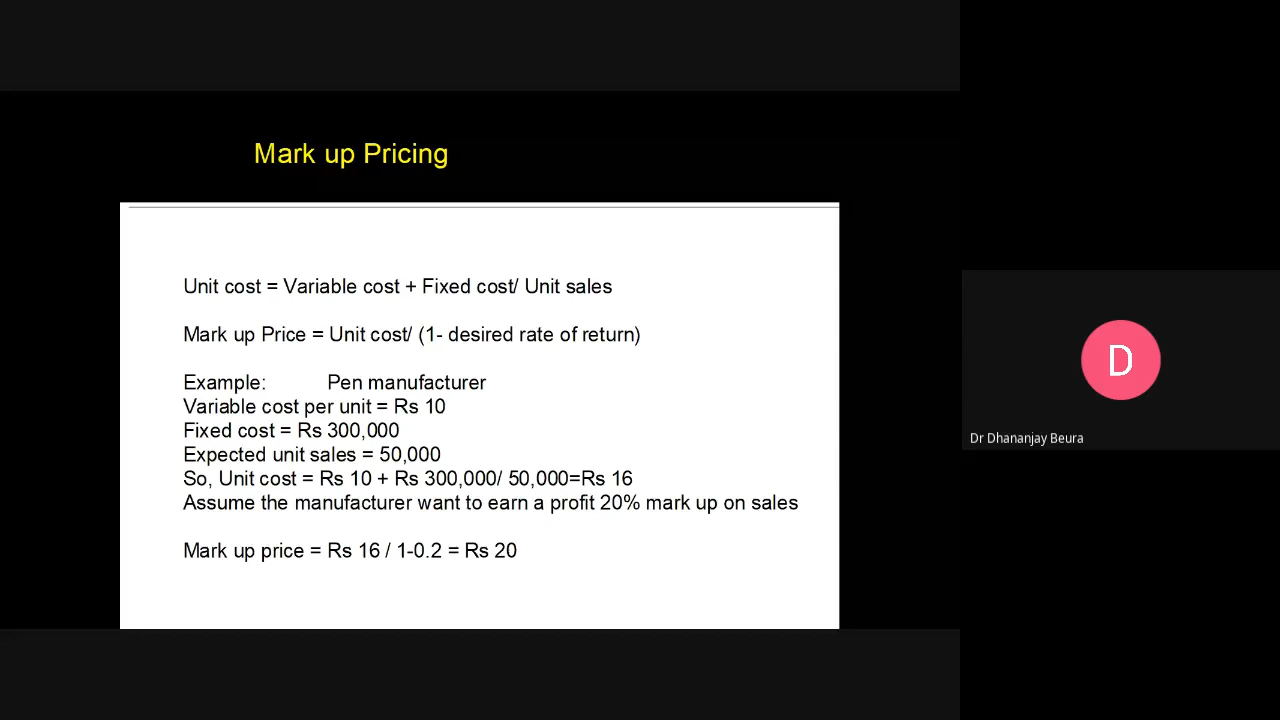 Mark up Pricing
Unit cost = Variable cost + Fixed cost/ Unit sales
Mark up Price = Unit cost/ (1- desired rate of return)
Example: Pen manufacturer
Variable cost per unit = Rs 10
Fixed cost = Rs 300,000
Expected unit sales = 50,000
So, Unit cost = Rs 10 + Rs 300,000/ 50,000=Rs 16
Assume the manufacturer want to earn a profit 20% mark up on sales
Mark up price = Rs 16 / 1-0.2 = Rs 20
D
Dr Dhananjay Beura